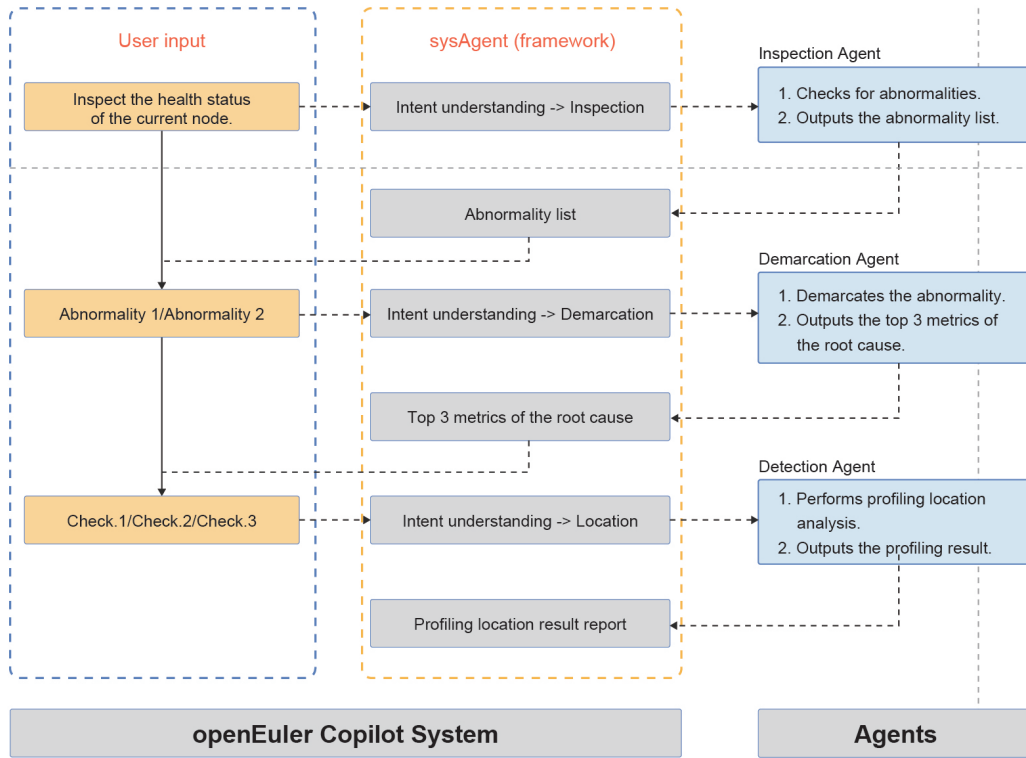 User input
sysAgent (framework)
Inspection Agent
Inspect the health status
of the current node.
Intent understanding -> Inspection
1. Checks for abnormalities.
2. Outputs the abnormality list.
Abnormality list
Demarcation Agent
Abnormality 1/Abnormality 2
Intent understanding -> Demarcation
1. Demarcates the abnormality.
2. Outputs the top 3 metrics of
the root cause.
Top 3 metrics of the root cause
Detection Agent
Check.1/Check.2/Check.3
Intent understanding -> Location
1. Performs profiling location
analysis.
2. Outputs the profiling result.
Profiling location result report
openEuler Copilot System
Agents